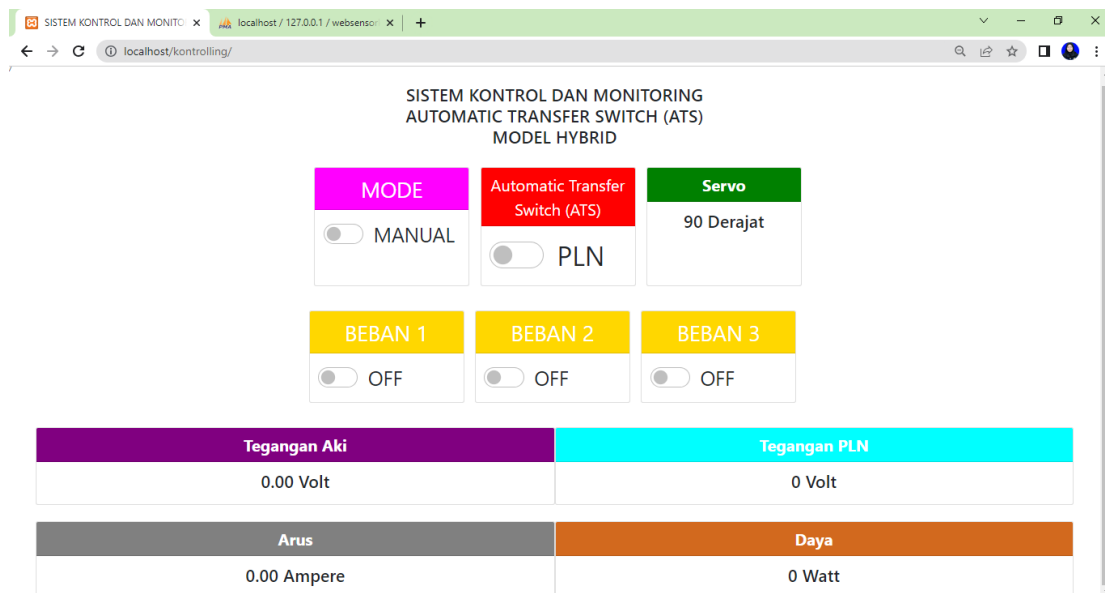 SISTEM KONTROL DAN MONITO
localhost / 127.0.0.1 / websensor
localhost/kontrolling/
/
SISTEM KONTROL DAN MONITORING
AUTOMATIC TRANSFER SWITCH (ATS)
MODEL HYBRID
MODE
MANUAL
Automatic Transfer
Switch (ATS)
PLN
Servo
90 Derajat
BEBAN 1
OFF
BEBAN 2
OFF
BEBAN 3
OFF
Tegangan Aki
0.00 Volt
Tegangan PLN
0 Volt
Arus
0.00 Ampere
Daya
0 Watt